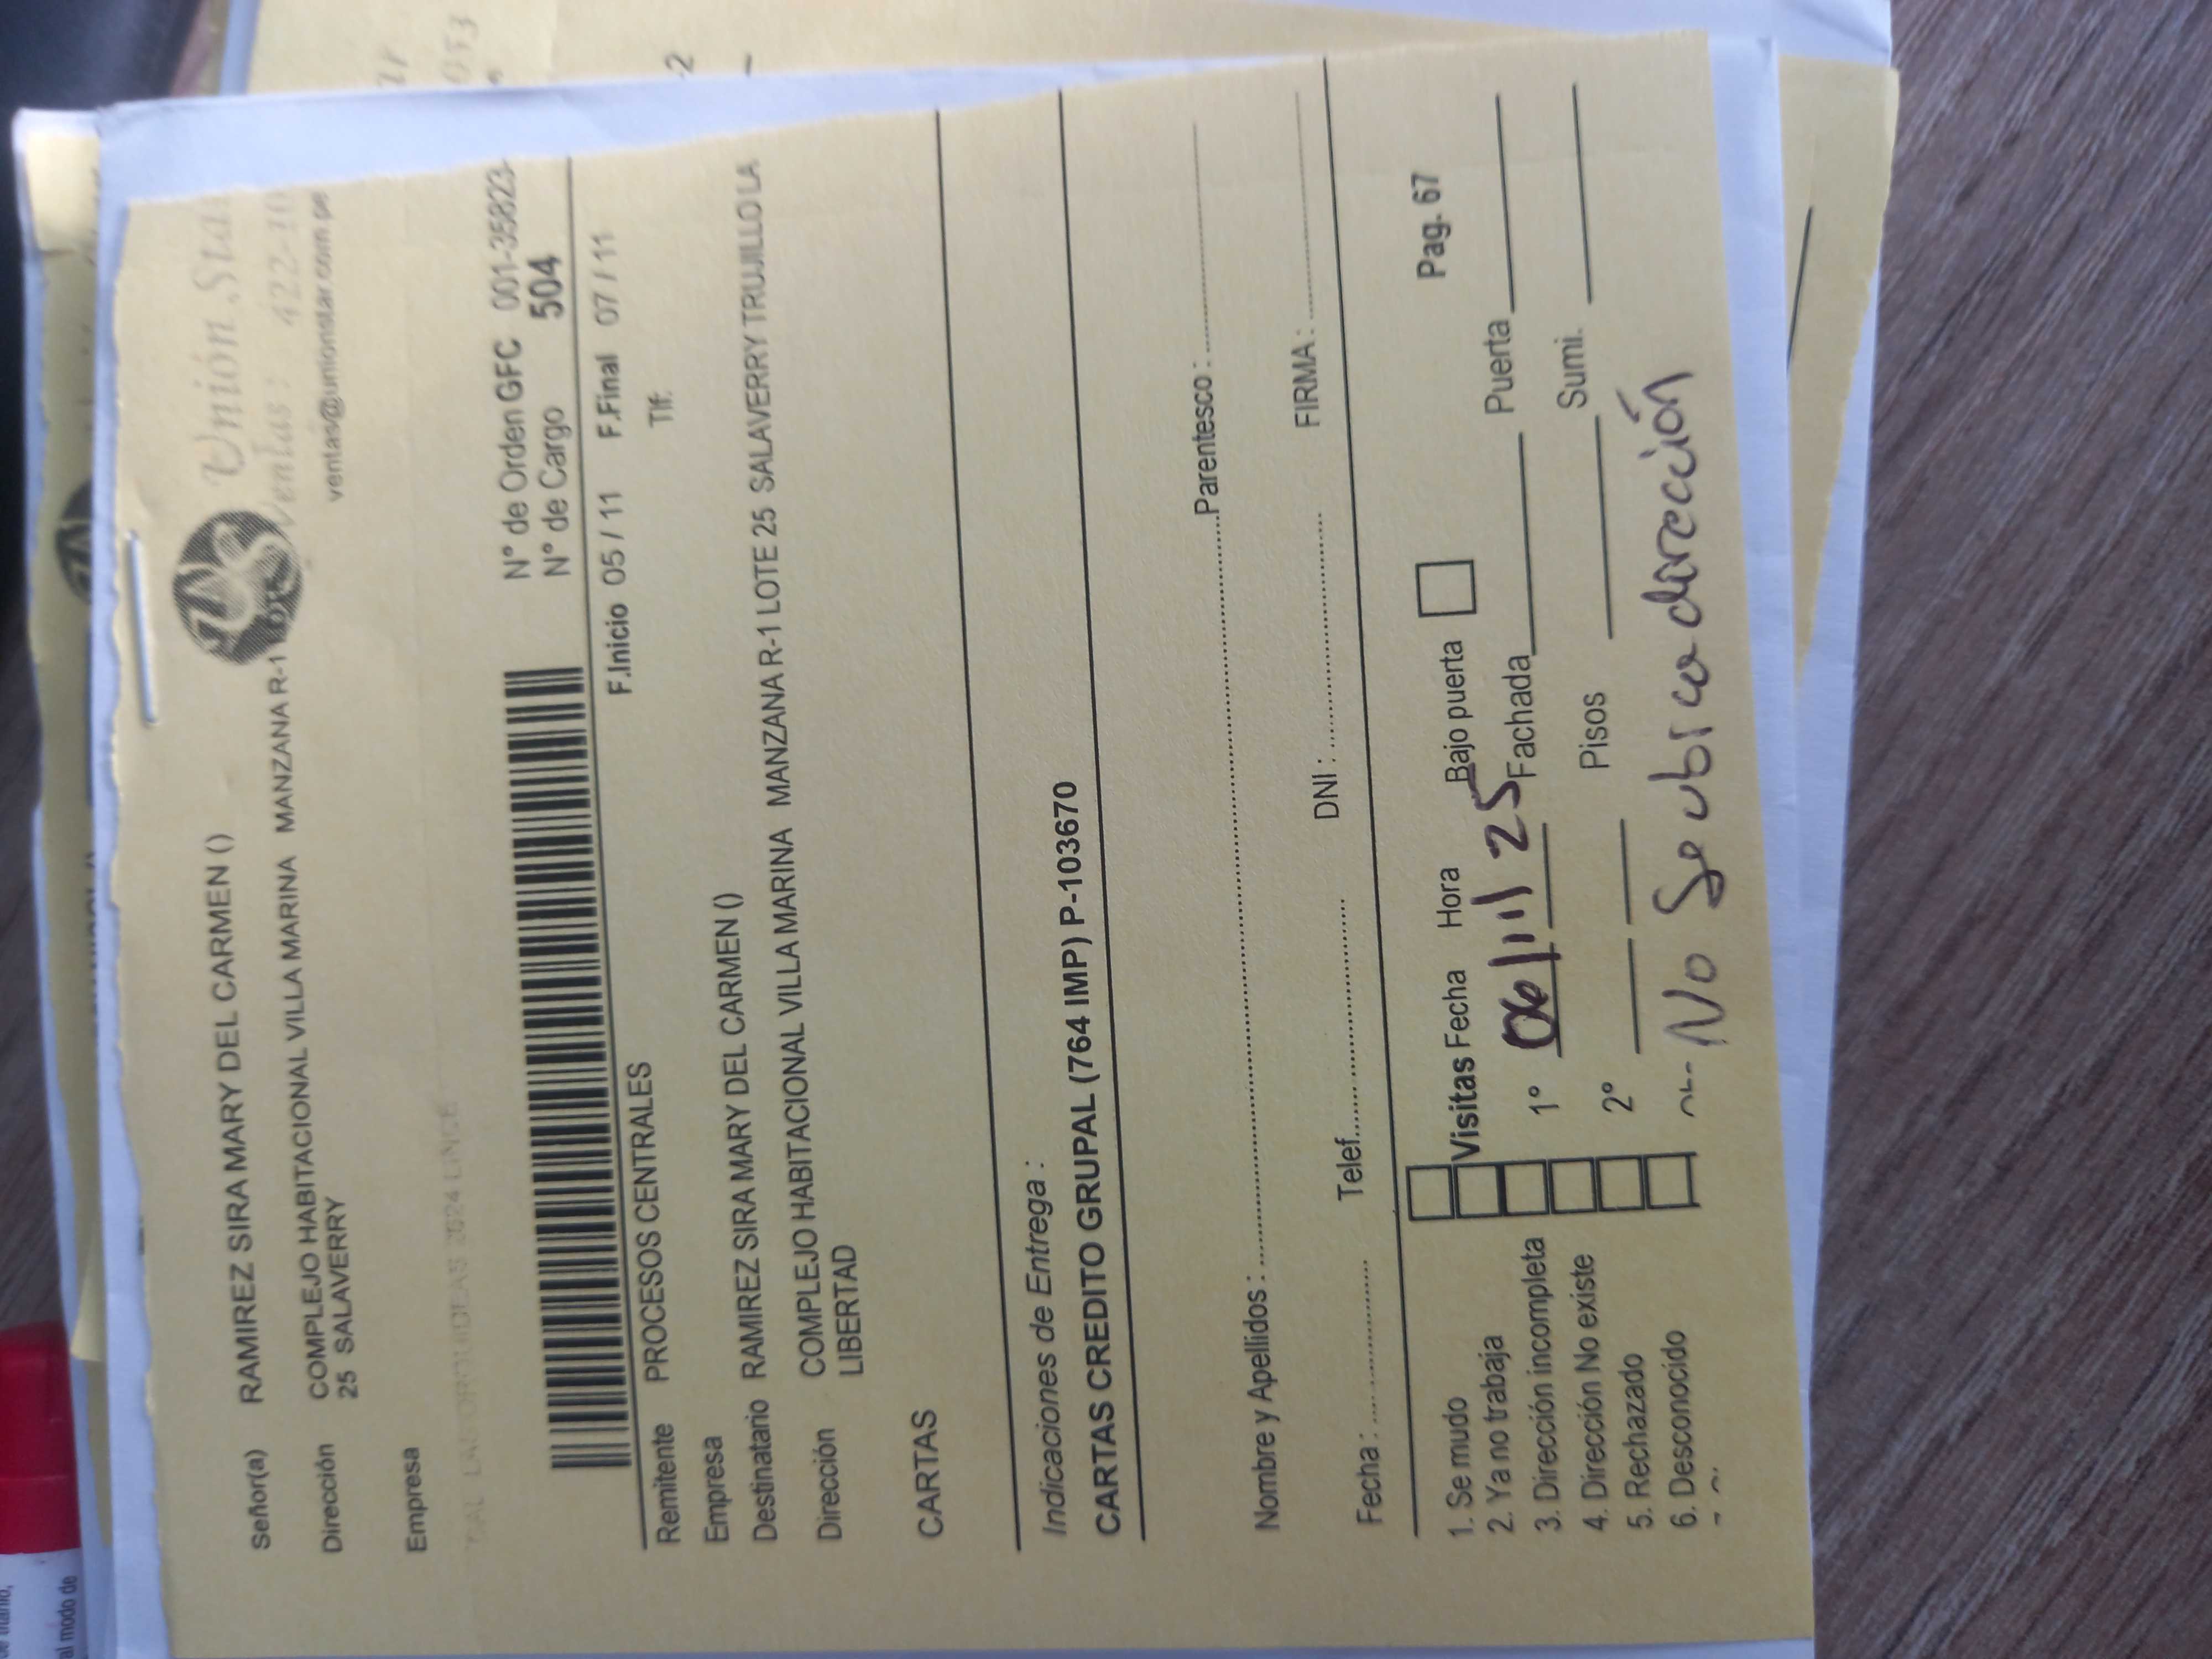 Unión Sta
Ventas : 422-10
ventas@unionstar.com.pe
Señor(a) RAMIREZ SIRA MARY DEL CARMEN ()
Dirección COMPLEJO HABITACIONAL VILLA MARINA MANZANA R-1
25 SALAVERRY
Empresa
N° de Orden GFC 001-35823-
N° de Cargo 504
F.Inicio 05 / 11 F.Final 07 / 11
Remitente PROCESOS CENTRALES Tlf:
Empresa
Destinatario RAMIREZ SIRA MARY DEL CARMEN ()
Dirección COMPLEJO HABITACIONAL VILLA MARINA MANZANA R-1 LOTE 25 SALAVERRY TRUJILLO LA
LIBERTAD
CARTAS
Indicaciones de Entrega :
CARTAS CREDITO GRUPAL (764 IMP) P-103670
Nombre y Apellidos : Parentesco :
Fecha : Telef. DNI : FIRMA :
1. Se mudo Visitas Fecha Hora Bajo puerta Pag. 67
2. Ya no trabaja 1° 06/11/25 Fachada Puerta
3. Dirección incompleta
4. Dirección No existe 2° Pisos Sumi.
5. Rechazado
6. Desconocido No se ubica dirección
al modo de